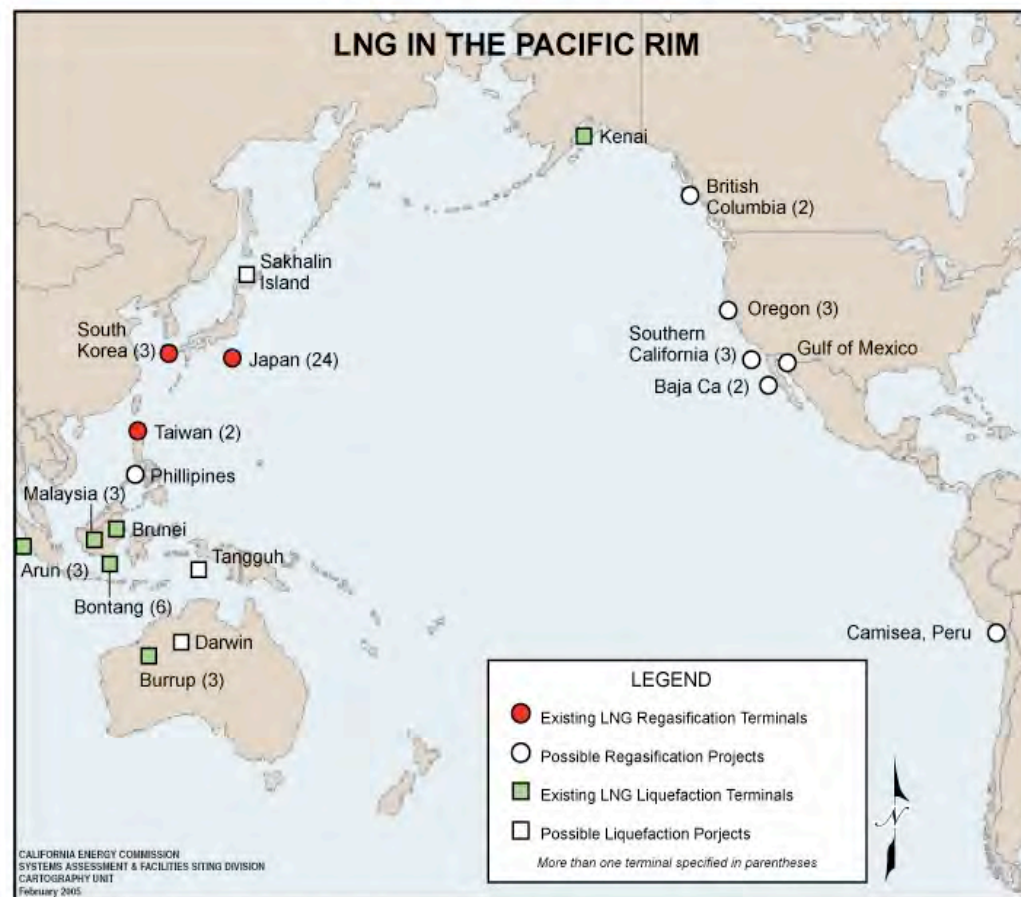 LNG IN THE PACIFIC RIM
Kenai
British
Columbia (2)
Sakhalin
Island
Oregon (3)
South
Korea (3)
Japan (24)
Southern
California (3)
Gulf of Mexico
Baja Ca (2)
Taiwan (2)
Phillipines
Malaysia (3)
Brunei
Arun (3)
Tangguh
Bontang (6)
Darwin
Burrup (3)
Camisea, Peru
LEGEND
Existing LNG Regasification Terminals
Possible Regasification Projects
Existing LNG Liquefaction Terminals
Possible Liquefaction Porjects
More than one terminal specified in parentheses
N
CALIFORNIA ENERGY COMMISSION
SYSTEMS ASSESSMENT & FACILITIES SITING DIVISION
CARTOGRAPHY UNIT
February 2005